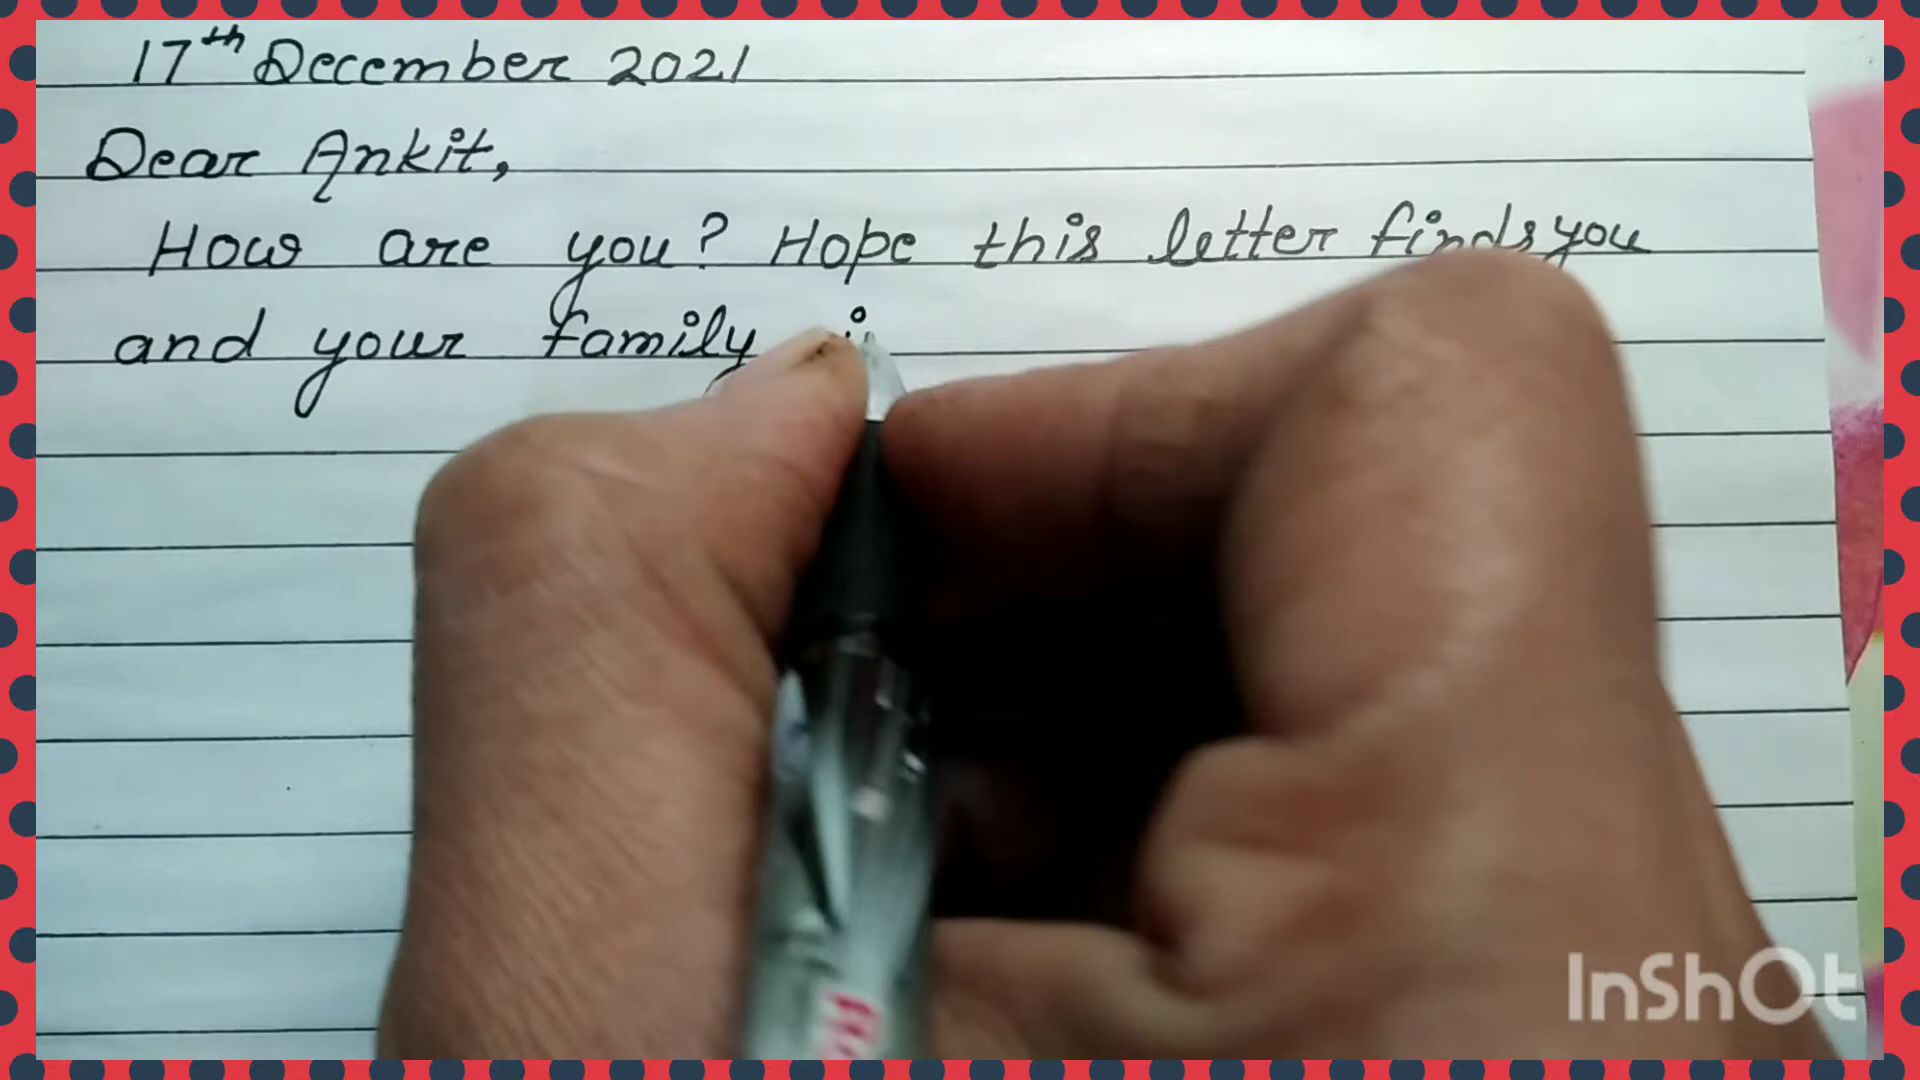 17th December 2021
Dear Ankit,
How are you? Hope this letter finds you
and your family
InShOt